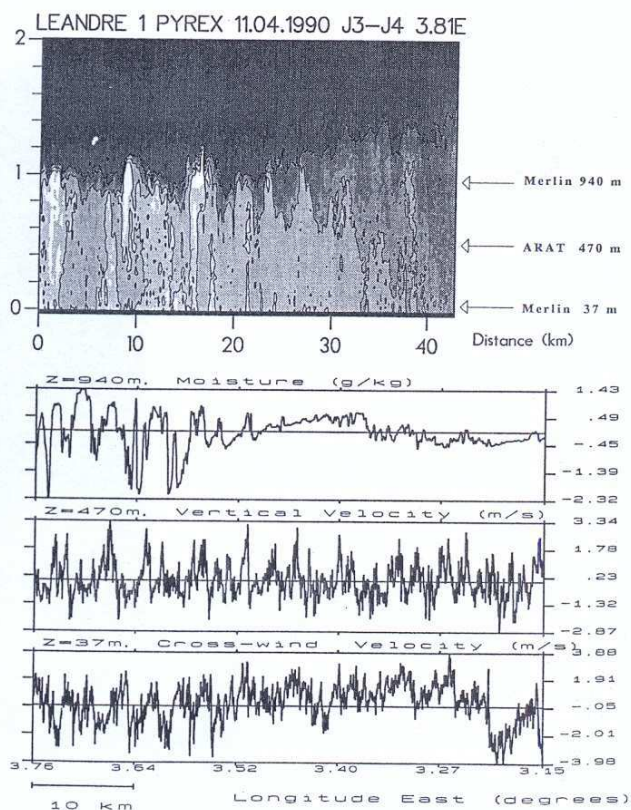 LEANDRE 1 PYREX 11.04.1990 J3-J4 3.81E
2
1
0
Merlin 940 m
ARAT 470 m
Merlin 37 m
0 10 20 30 40 Distance (km)
Z=940m. Moisture (g/kg)
1.43
.49
-.45
-1.39
-2.32
Z=470m. Vertical Velocity (m/s)
3.34
1.78
.23
-1.32
-2.87
Z=37m. Cross-wind Velocity (m/s)
3.88
1.91
-.05
-2.01
-3.98
3.76 3.64 3.52 3.40 3.27 3.15
10 km Longitude East (degrees)